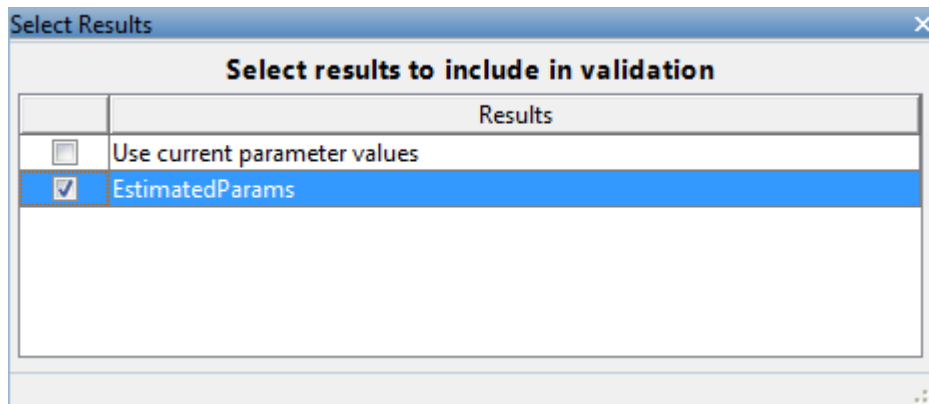 Select Results
Select results to include in validation
Results
Use current parameter values
EstimatedParams